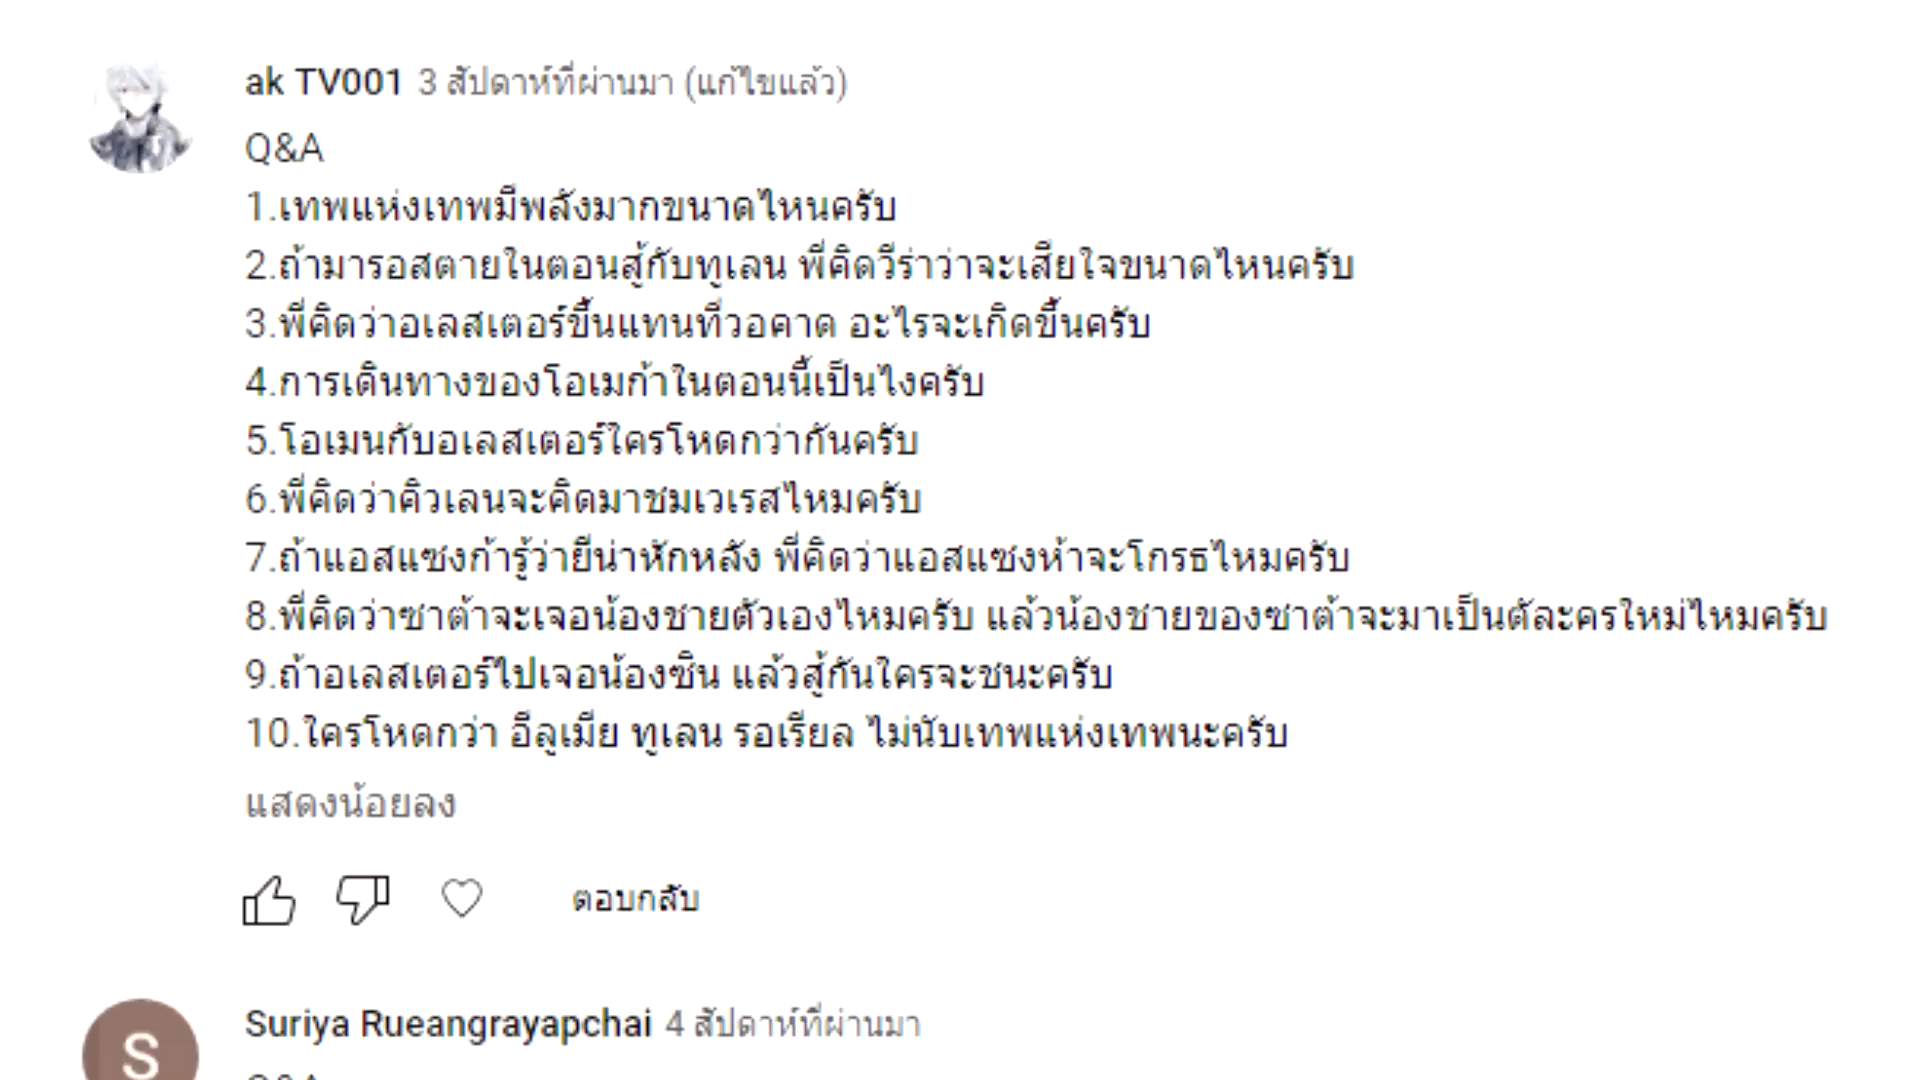 ak TV001 3 สัปดาห์ที่ผ่านมา (แก้ไขแล้ว)
Q&A
1.เทพแห่งเทพมีพลังมากขนาดไหนครับ
2.ถ้ามารอสตายในตอนสู้กับทูเลน พี่คิดวีร่าว่าจะเสียใจขนาดไหนครับ
3.พี่คิดว่าอเลสเตอร์ขึ้นแทนที่วอคาด อะไรจะเกิดขึ้นครับ
4.การเดินทางของโอเมก้าในตอนนี้เป็นไงครับ
5.โอเมนกับอเลสเตอร์ใครโหดกว่ากันครับ
6.พี่คิดว่าคิวเลนจะคิดมาชมเวเรสไหมครับ
7.ถ้าแอสแซงก้ารู้ว่ายีน่าหักหลัง พี่คิดว่าแอสแซงห้าจะโกรธไหมครับ
8.พี่คิดว่าซาต้าจะเจอน้องชายตัวเองไหมครับ แล้วน้องชายของซาต้าจะมาเป็นตัละครใหม่ไหมครับ
9.ถ้าอเลสเตอร์ไปเจอน้องซิน แล้วสู้กันใครจะชนะครับ
10.ใครโหดกว่า อีลูเมีย ทูเลน รอเรียล ไม่นับเทพแห่งเทพนะครับ
แสดงน้อยลง
ตอบกลับ
S
Suriya Rueangrayapchai 4 สัปดาห์ที่ผ่านมา